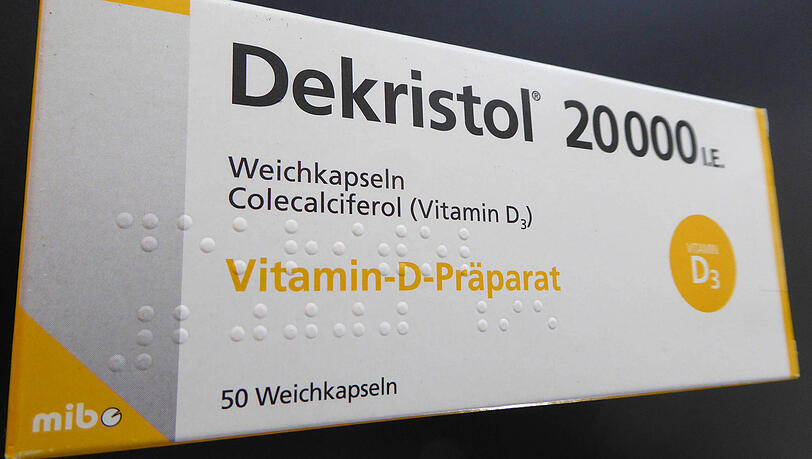 Dekristol® 20000 I.E.
Weichkapseln
Colecalciferol (Vitamin D₃)
Vitamin-D-Präparat
VITAMIN
D₃
50 Weichkapseln
mibe